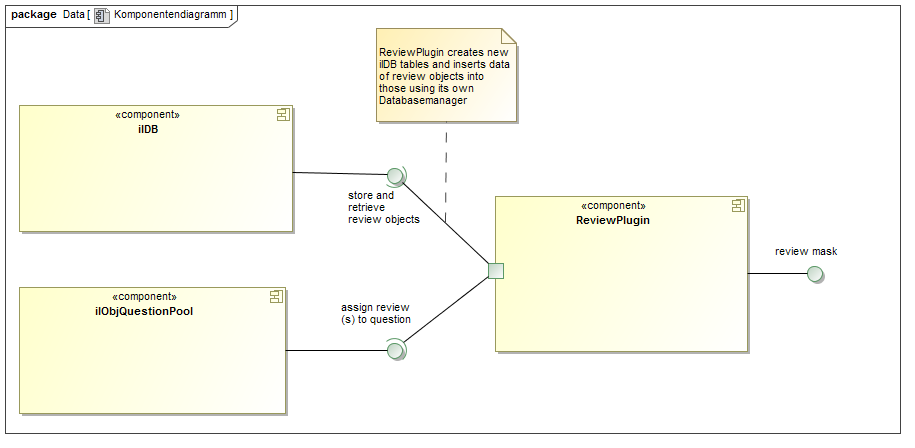 package Data [ Komponentendiagramm ]
ReviewPlugin creates new
ilDB tables and inserts data
of review objects into
those using its own
Databasemanager
«component»
ilDB
store and
retrieve
review objects
«component»
ReviewPlugin
review mask
«component»
ilObjQuestionPool
assign review
(s) to question